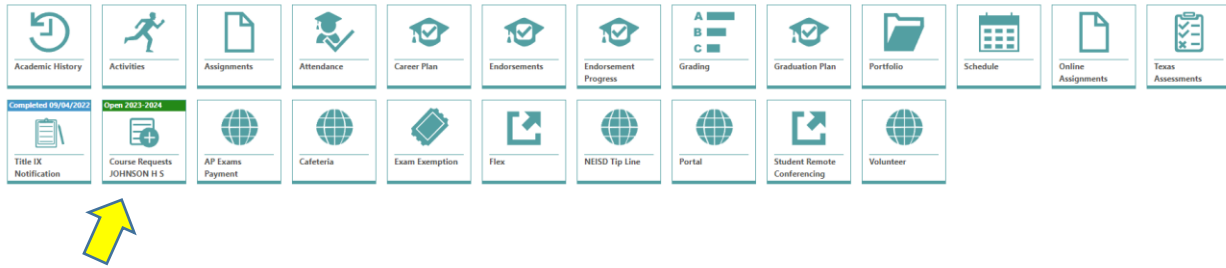 A
B
C
Academic History
Activities
Assignments
Attendance
Career Plan
Endorsements
Endorsement
Progress
Grading
Graduation Plan
Portfolio
Schedule
Online
Assignments
Texas
Assessments
Completed 09/04/2022
Title IX
Notification
Open 2023-2024
Course Requests
JOHNSON H S
AP Exams
Payment
Cafeteria
Exam Exemption
Flex
NEISD Tip Line
Portal
Student Remote
Conferencing
Volunteer